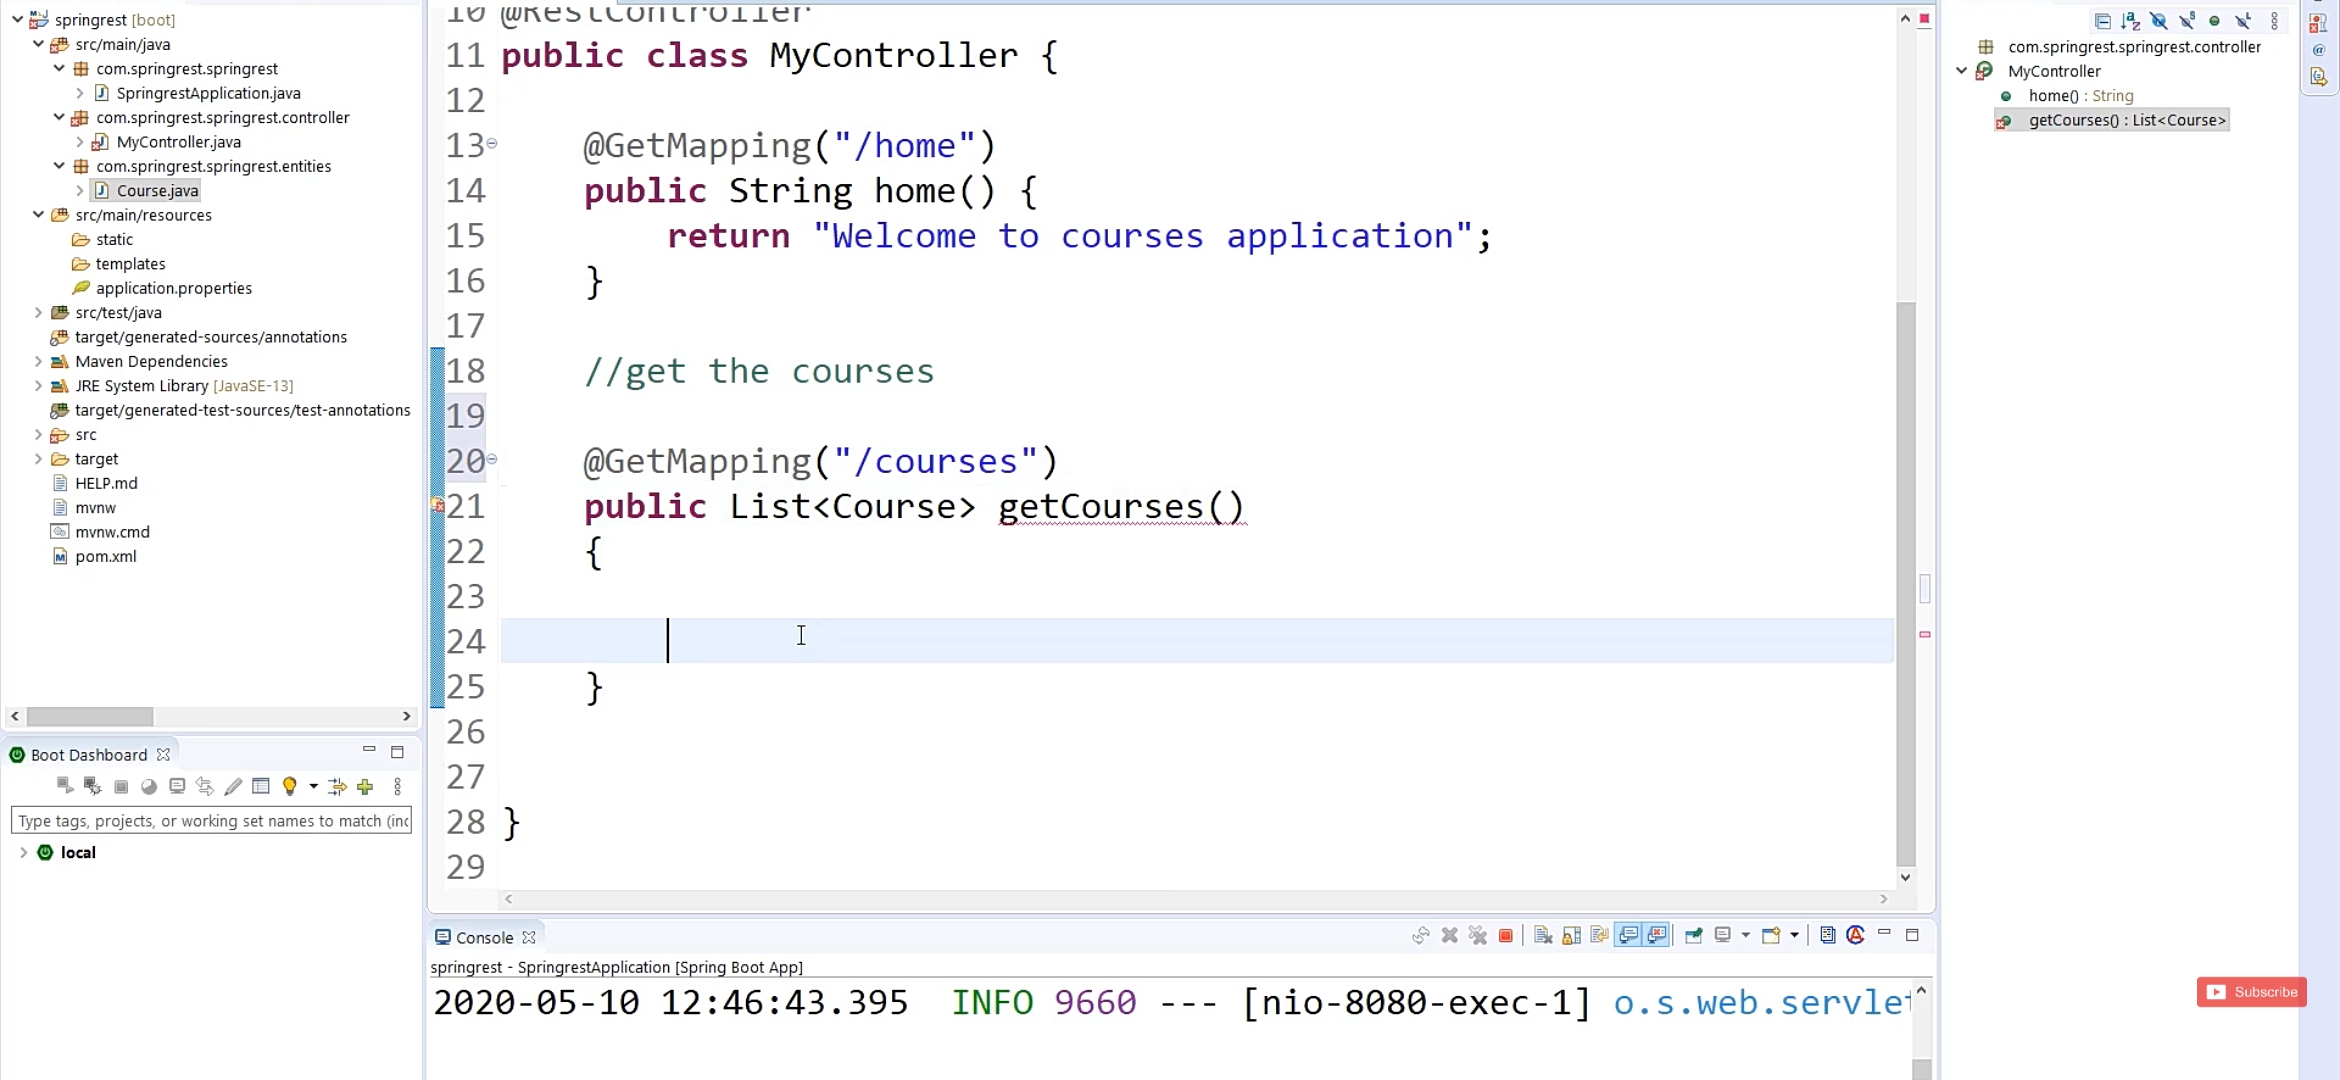 springrest [boot]
src/main/java
com.springrest.springrest
SpringrestApplication.java
com.springrest.springrest.controller
MyController.java
com.springrest.springrest.entities
Course.java
src/main/resources
static
templates
application.properties
src/test/java
target/generated-sources/annotations
Maven Dependencies
JRE System Library [JavaSE-13]
target/generated-test-sources/test-annotations
src
target
HELP.md
mvnw
mvnw.cmd
pom.xml
Boot Dashboard
Type tags, projects, or working set names to match (inc
local
10 @RestController
11 public class MyController {
12
13 @GetMapping("/home")
14 public String home() {
15 return "Welcome to courses application";
16 }
17
18 //get the courses
19
20 @GetMapping("/courses")
21 public List<Course> getCourses()
22 {
23
24
25 }
26
27
28 }
29
Console
springrest - SpringrestApplication [Spring Boot App]
2020-05-10 12:46:43.395 INFO 9660 --- [nio-8080-exec-1] o.s.web.servlet
com.springrest.springrest.controller
MyController
home() : String
getCourses() : List<Course>
Subscribe